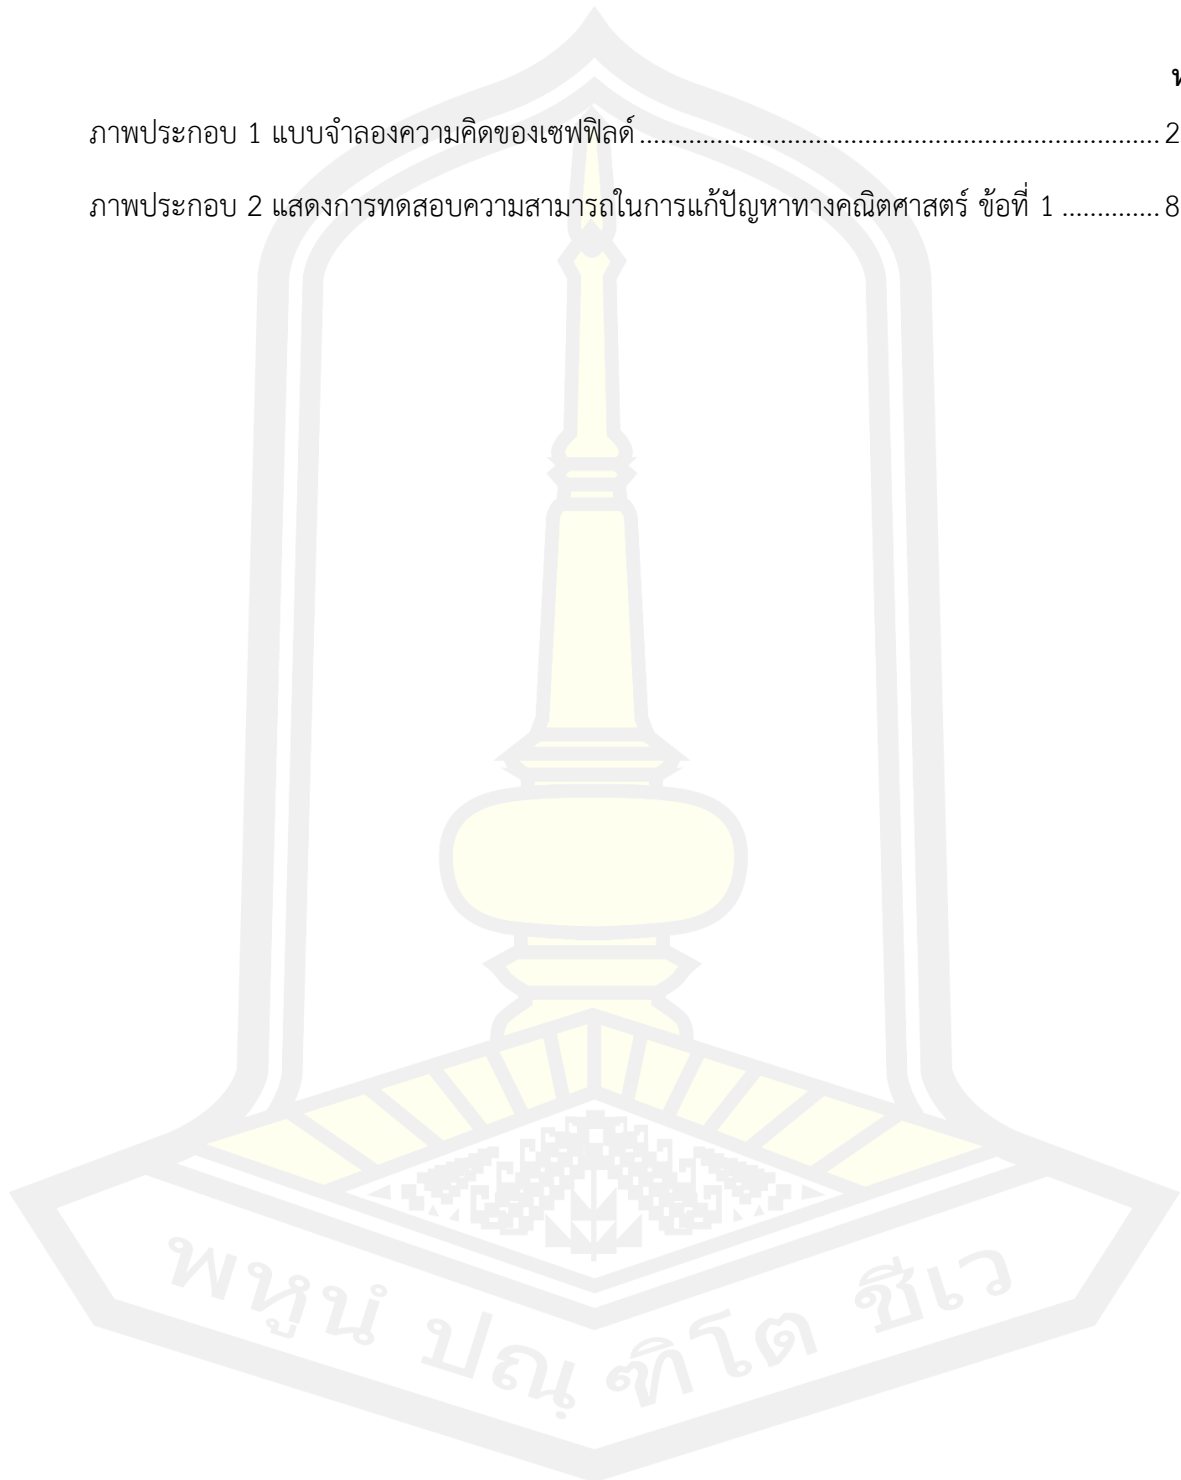 ภาพประกอบ 1 แบบจำลองความคิดของเซฟฟิลด์ ........................................................................... 2
ภาพประกอบ 2 แสดงการทดสอบความสามารถในการแก้ปัญหาทางคณิตศาสตร์ ข้อที่ 1 .............. 8
พหูนํ ปณฺฑิโต ชีเว